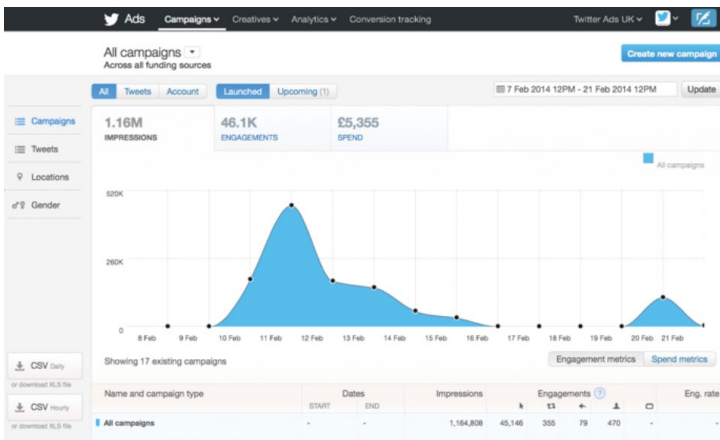 Ads Campaigns Creatives Analytics Conversion tracking Twitter Ads UK
All campaigns
Across all funding sources
Create new campaign
All Tweets Account Launched Upcoming (1) 7 Feb 2014 12PM - 21 Feb 2014 12PM Update
Campaigns
Tweets
Locations
Gender
1.16M 46.1K £5,355
IMPRESSIONS ENGAGEMENTS SPEND
All campaigns
520K
260K
0
8 Feb 9 Feb 10 Feb 11 Feb 12 Feb 13 Feb 14 Feb 15 Feb 16 Feb 17 Feb 18 Feb 19 Feb 20 Feb 21 Feb
CSV Daily
or download XLS file
CSV Hourly
or download XLS file
Showing 17 existing campaigns Engagement metrics Spend metrics
Name and campaign type Dates Impressions Engagements ? Eng. rate
START END
All campaigns - - 1,164,808 45,146 355 79 470 - -